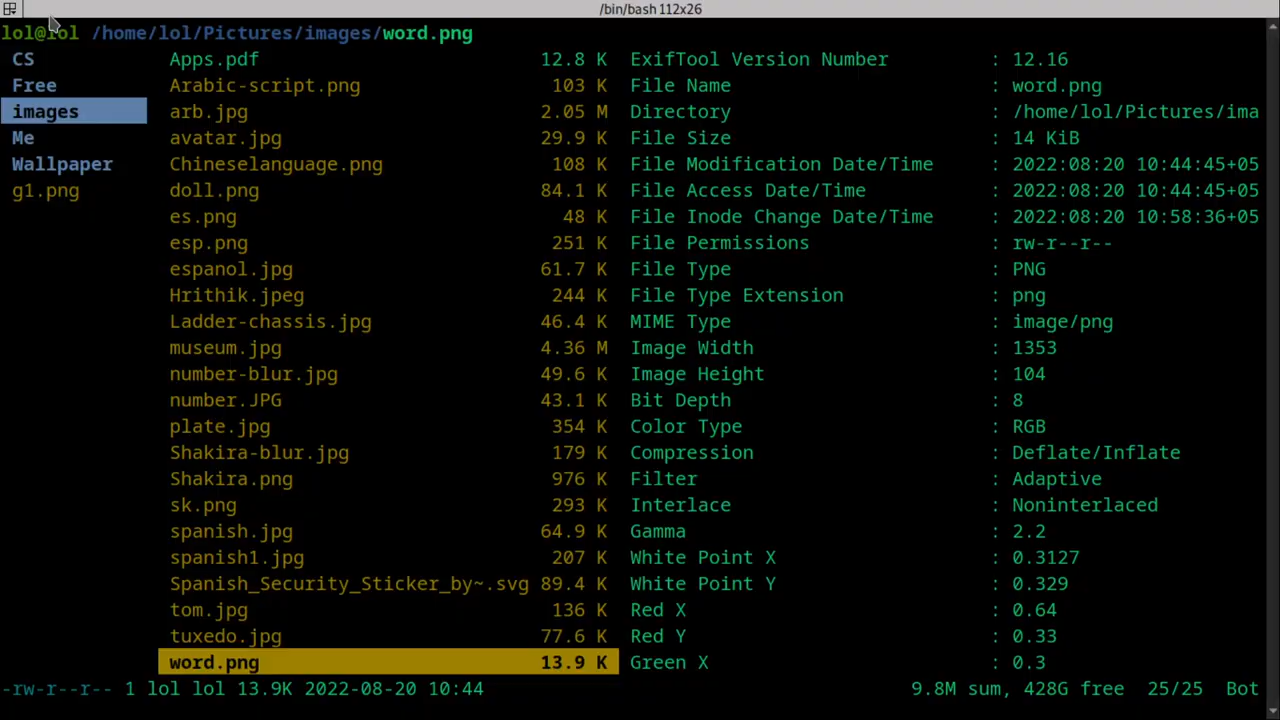 /bin/bash 112x26
lol@lol /home/lol/Pictures/images/word.png
CS Apps.pdf 12.8 K ExifTool Version Number : 12.16
Free Arabic-script.png 103 K File Name : word.png
images arb.jpg 2.05 M Directory : /home/lol/Pictures/ima
Me avatar.jpg 29.9 K File Size : 14 KiB
Wallpaper Chineselanguage.png 108 K File Modification Date/Time : 2022:08:20 10:44:45+05
g1.png doll.png 84.1 K File Access Date/Time : 2022:08:20 10:44:45+05
es.png 48 K File Inode Change Date/Time : 2022:08:20 10:58:36+05
esp.png 251 K File Permissions : rw-r--r--
espanol.jpg 61.7 K File Type : PNG
Hrithik.jpeg 244 K File Type Extension : png
Ladder-chassis.jpg 46.4 K MIME Type : image/png
museum.jpg 4.36 M Image Width : 1353
number-blur.jpg 49.6 K Image Height : 104
number.JPG 43.1 K Bit Depth : 8
plate.jpg 354 K Color Type : RGB
Shakira-blur.jpg 179 K Compression : Deflate/Inflate
Shakira.png 976 K Filter : Adaptive
sk.png 293 K Interlace : Noninterlaced
spanish.jpg 64.9 K Gamma : 2.2
spanish1.jpg 207 K White Point X : 0.3127
Spanish_Security_Sticker_by~.svg 89.4 K White Point Y : 0.329
tom.jpg 136 K Red X : 0.64
tuxedo.jpg 77.6 K Red Y : 0.33
word.png 13.9 K Green X : 0.3
-rw-r--r-- 1 lol lol 13.9K 2022-08-20 10:44 9.8M sum, 428G free 25/25 Bot